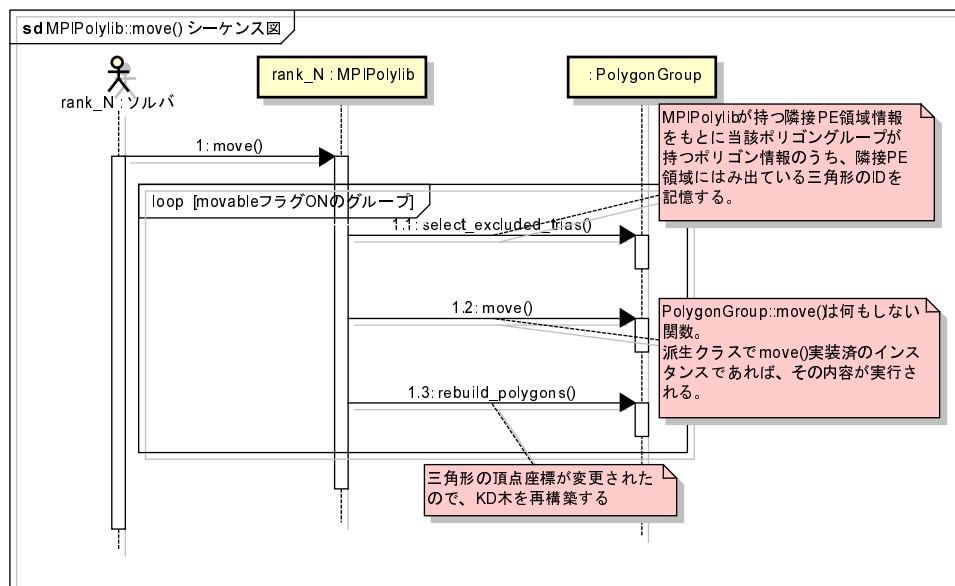 sd MPIPolylib::move() シーケンス図
rank_N : ソルバ
rank_N : MPIPolylib
: PolygonGroup
MPIPolylibが持つ隣接PE領域情報
をもとに当該ポリゴングループが
持つポリゴン情報のうち、隣接PE
領域にはみ出ている三角形のIDを
記憶する。
1: move()
loop [movableフラグONのグループ]
1.1: select_excluded_trias()
1.2: move()
PolygonGroup::move()は何もしない
関数。
派生クラスでmove()実装済のインス
タンスであれば、その内容が実行さ
れる。
1.3: rebuild_polygons()
三角形の頂点座標が変更された
ので、KD木を再構築する